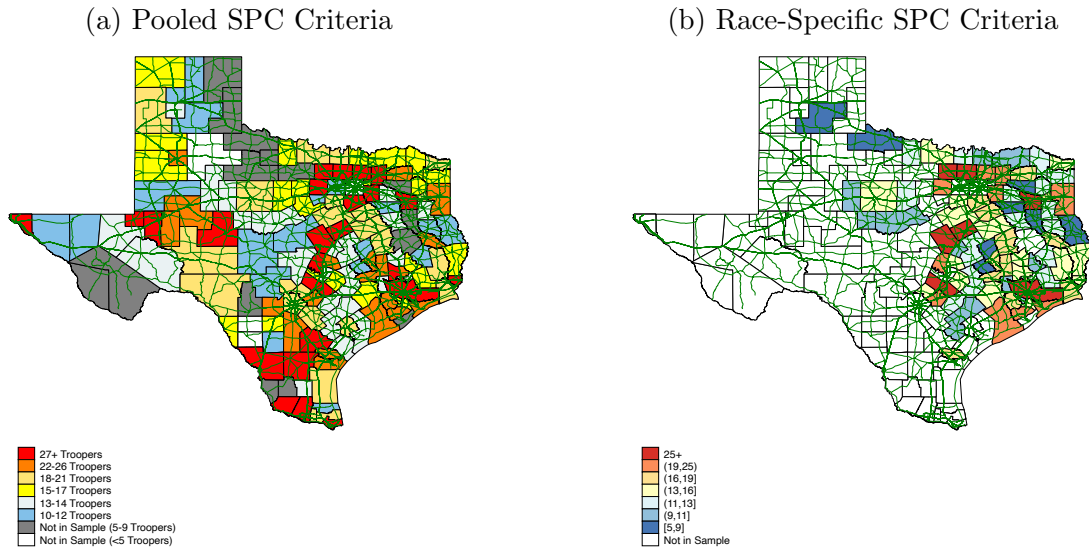 (a) Pooled SPC Criteria
(b) Race-Specific SPC Criteria
27+ Troopers
22-26 Troopers
18-21 Troopers
15-17 Troopers
13-14 Troopers
10-12 Troopers
Not in Sample (5-9 Troopers)
Not in Sample (<5 Troopers)
25+
(19,25)
(16,19]
(13,16]
(11,13]
(9,11]
[5,9]
Not in Sample